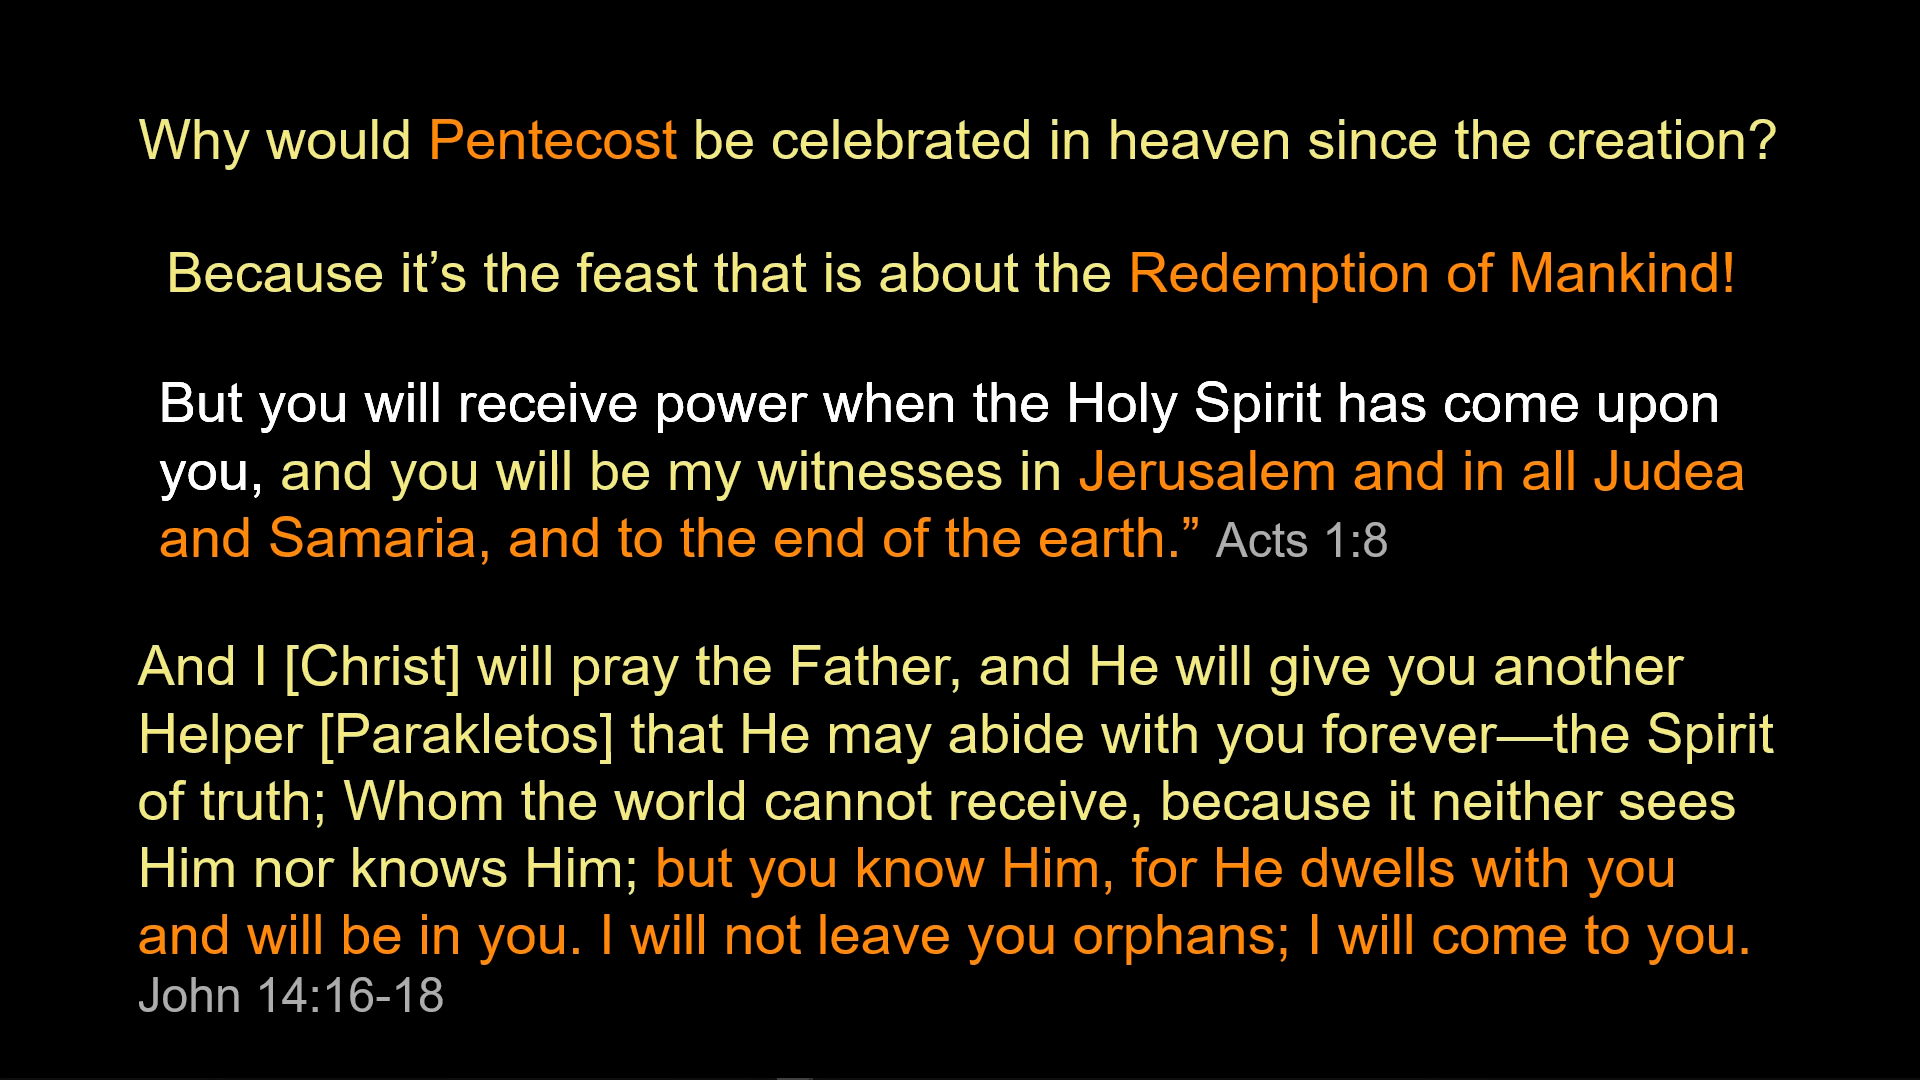 Why would Pentecost be celebrated in heaven since the creation?
Because it’s the feast that is about the Redemption of Mankind!
But you will receive power when the Holy Spirit has come upon
you, and you will be my witnesses in Jerusalem and in all Judea
and Samaria, and to the end of the earth.” Acts 1:8
And I [Christ] will pray the Father, and He will give you another
Helper [Parakletos] that He may abide with you forever—the Spirit
of truth; Whom the world cannot receive, because it neither sees
Him nor knows Him; but you know Him, for He dwells with you
and will be in you. I will not leave you orphans; I will come to you.
John 14:16-18